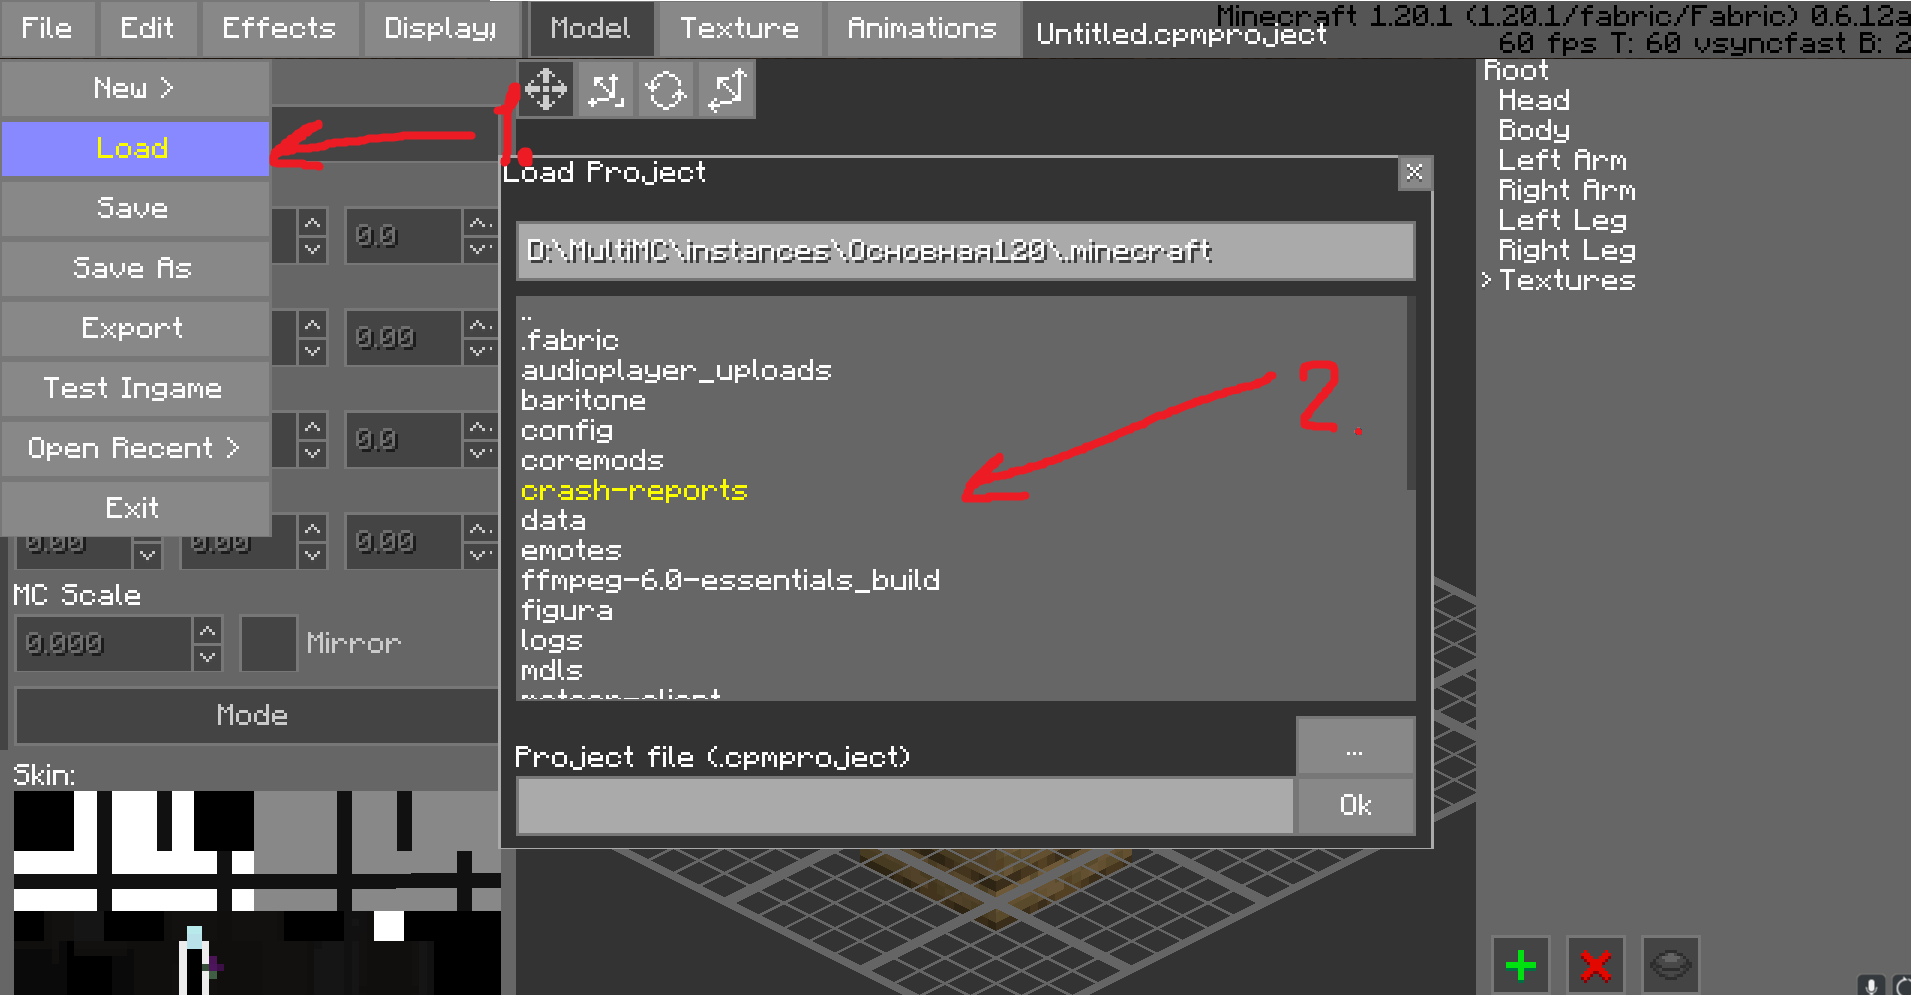 File Edit Effects Display Model Texture Animations Untitled.cpmproject
Minecraft 1.20.1 (1.20.1/fabric/Fabric) 0.6.12a
60 fps T: 60 vsyncfast B: 2
New >
Load
Save
Save As
Export
Test Ingame
Open Recent >
Exit
1.
0.0
0.00
0.0
0.00 0.00 0.00
MC Scale
0.000 Mirror
Mode
Skin:
Load Project
D:\MultiMC\instances\Основная120\.minecraft
..
.fabric
audioplayer_uploads
baritone
config
coremods
crash-reports
data
emotes
ffmpeg-6.0-essentials_build
figura
logs
mdls
meteor-client
2.
Project file (.cpmproject)
...
Ok
Root
Head
Body
Left Arm
Right Arm
Left Leg
Right Leg
> Textures